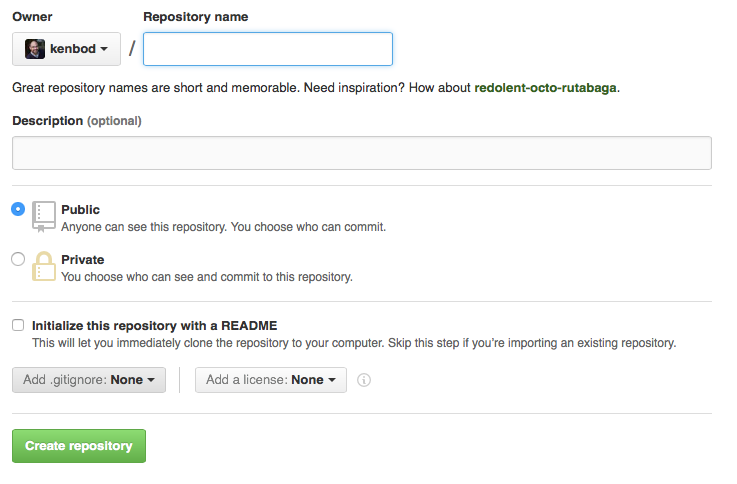 Owner
Repository name
kenbod
/
Great repository names are short and memorable. Need inspiration? How about redolent-octo-rutabaga.
Description (optional)
Public
Anyone can see this repository. You choose who can commit.
Private
You choose who can see and commit to this repository.
Initialize this repository with a README
This will let you immediately clone the repository to your computer. Skip this step if you're importing an existing repository.
Add .gitignore: None
Add a license: None
Create repository